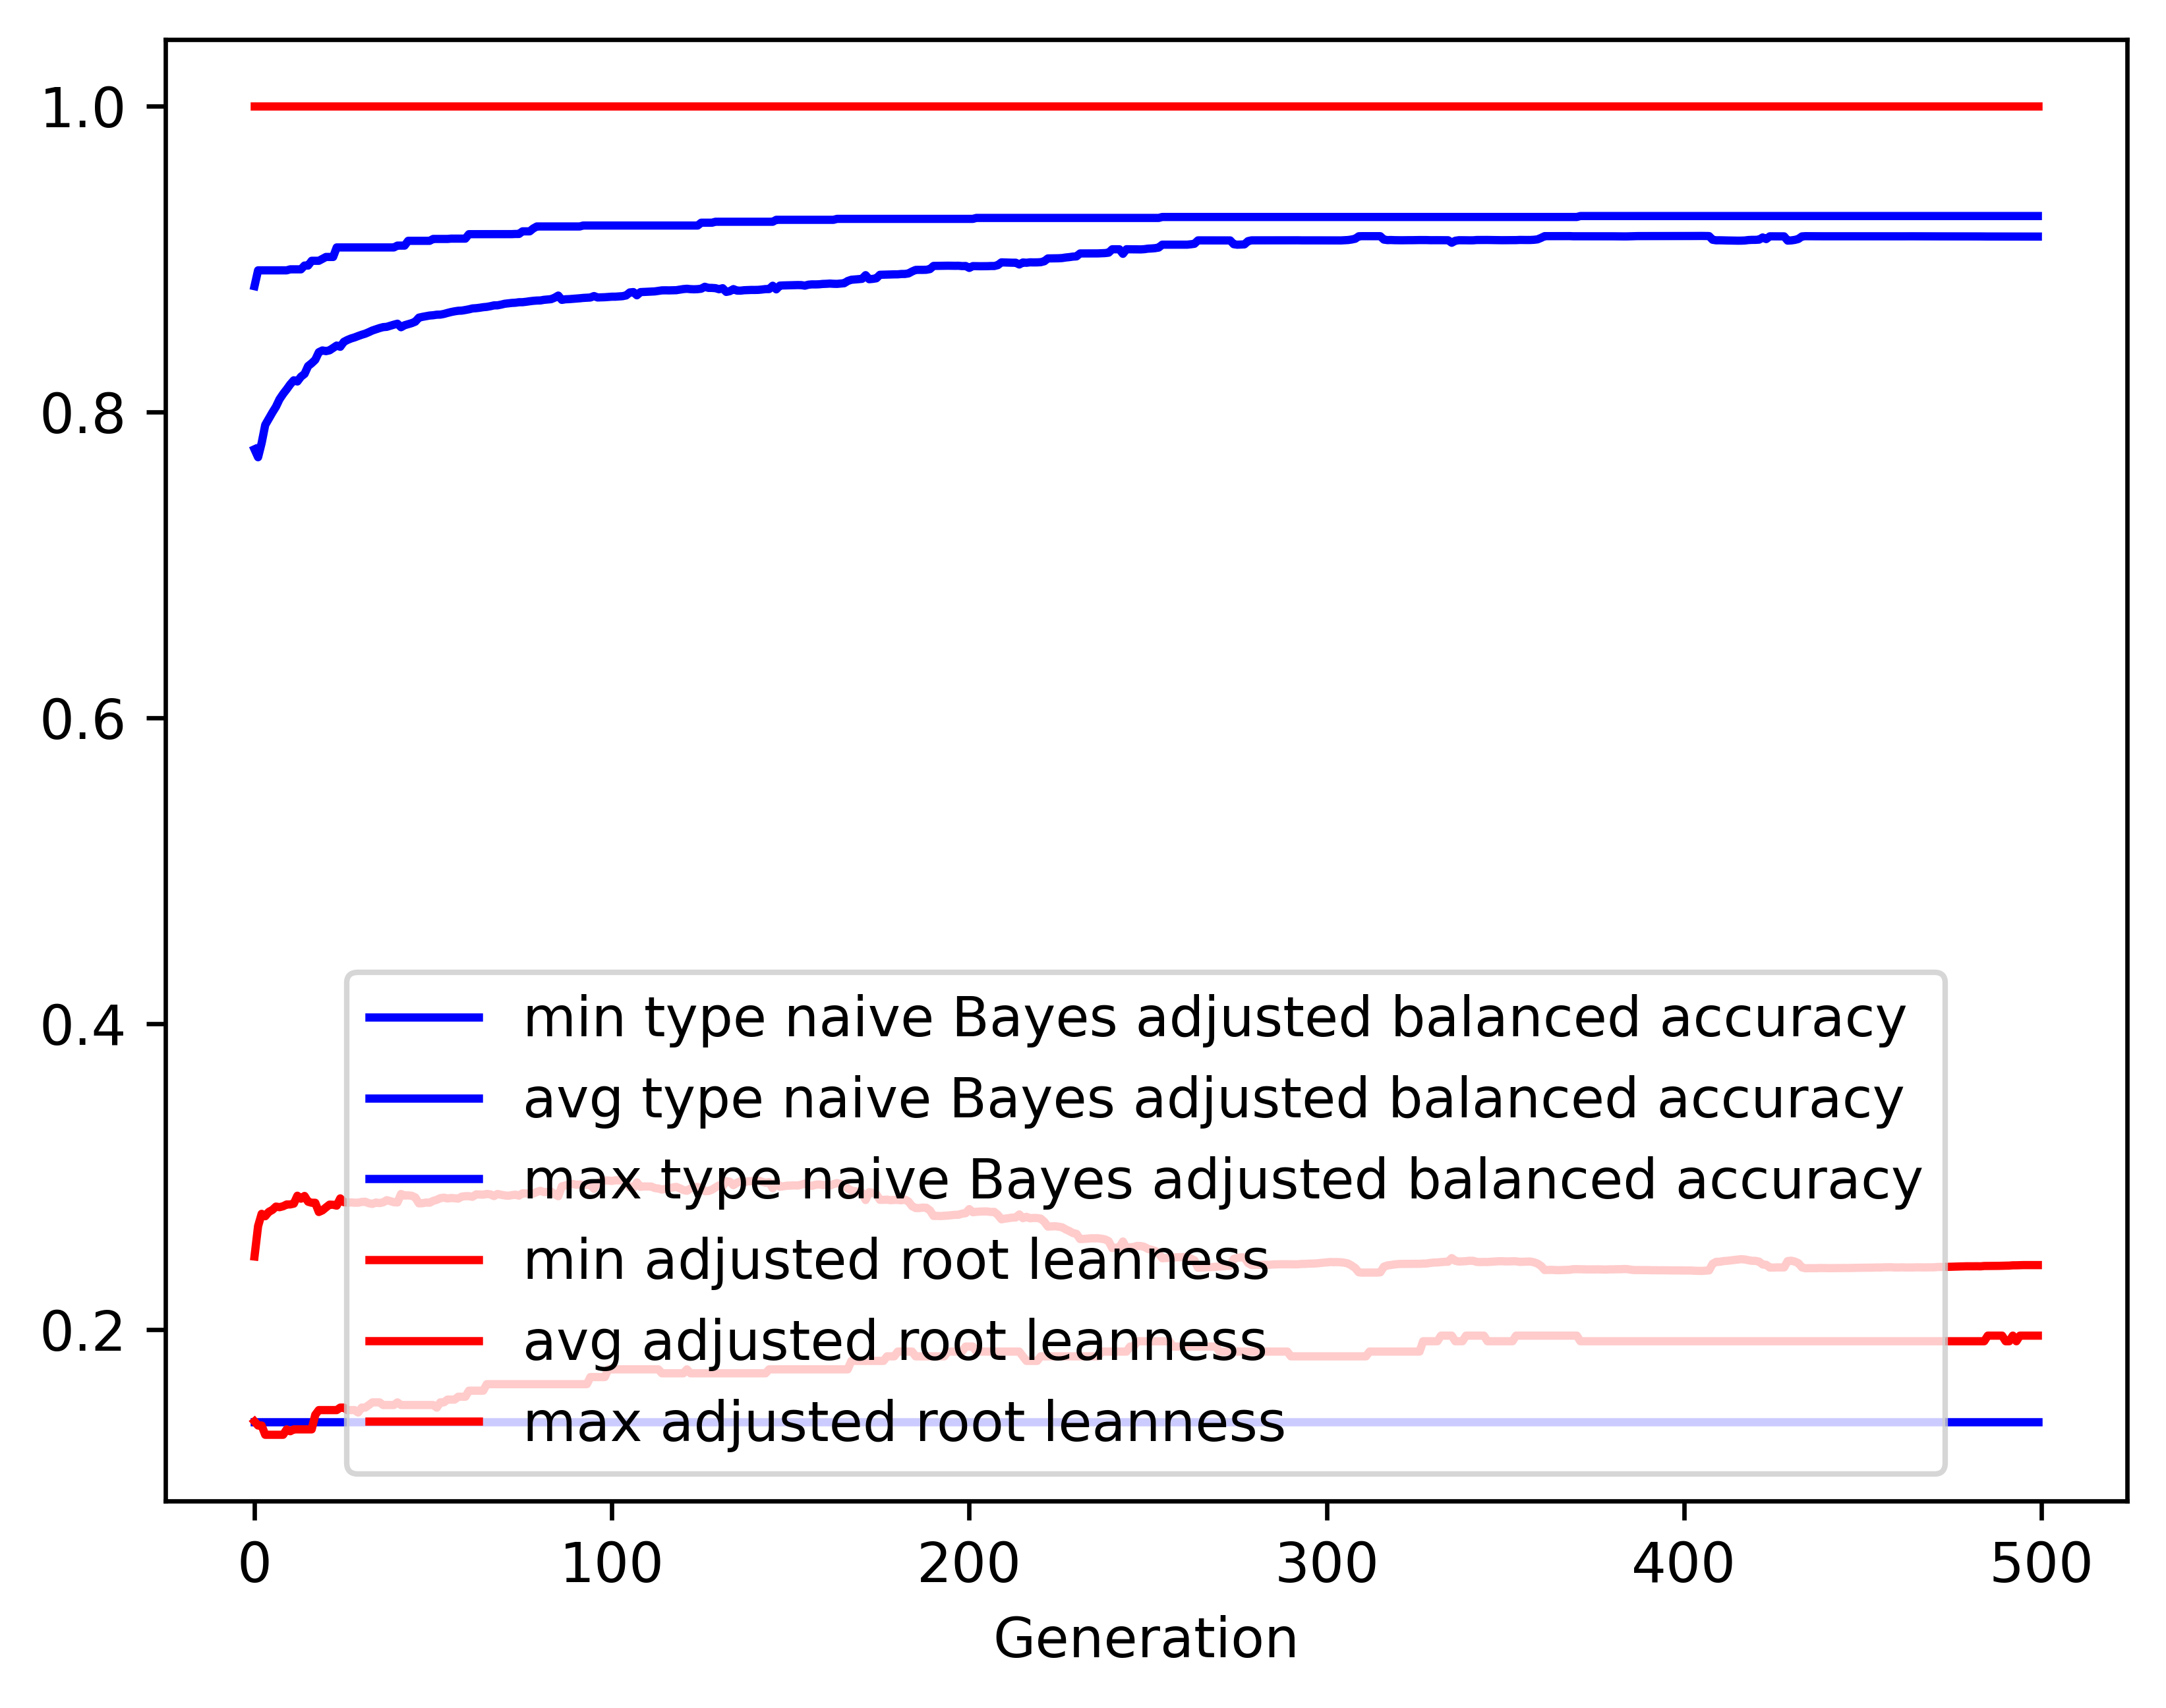 1.0
0.8
0.6
0.4
0.2
min type naive Bayes adjusted balanced accuracy
avg type naive Bayes adjusted balanced accuracy
max type naive Bayes adjusted balanced accuracy
min adjusted root leanness
avg adjusted root leanness
max adjusted root leanness
0 100 200 300 400 500
Generation